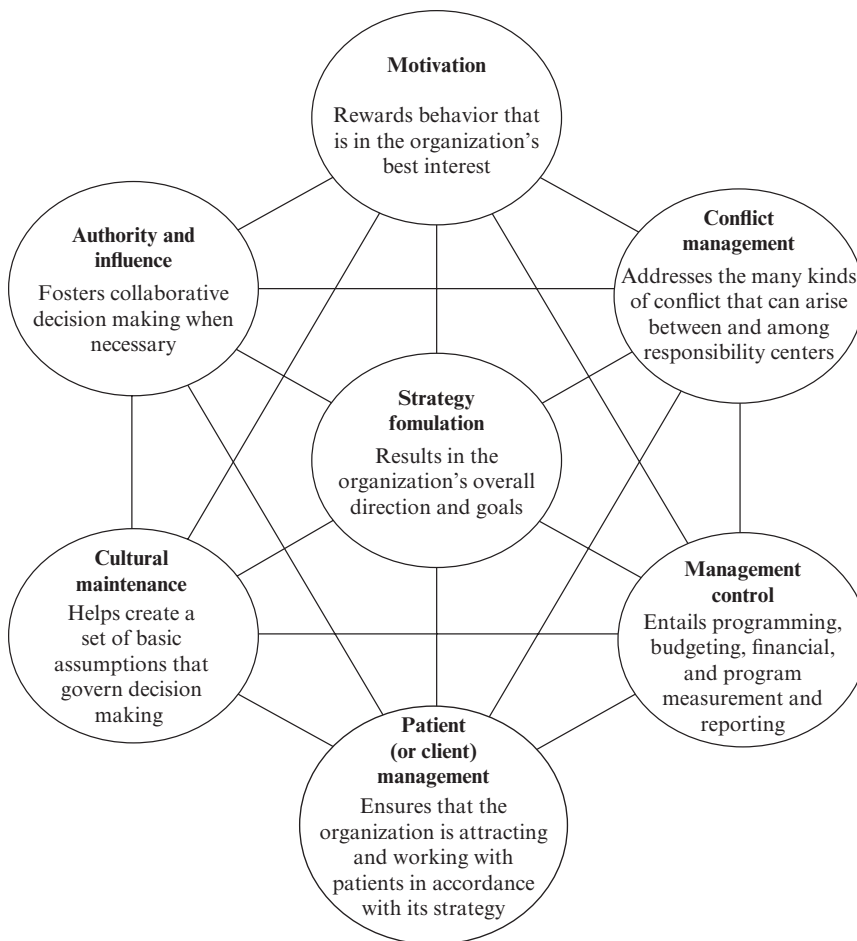 Motivation
Rewards behavior that
is in the organization's
best interest
Authority and
influence
Fosters collaborative
decision making when
necessary
Conflict
management
Addresses the many kinds
of conflict that can arise
between and among
responsibility centers
Strategy
fomulation
Results in the
organization's overall
direction and goals
Cultural
maintenance
Helps create a
set of basic
assumptions that
govern decision
making
Management
control
Entails programming,
budgeting, financial,
and program
measurement and
reporting
Patient
(or client)
management
Ensures that the
organization is attracting
and working with
patients in accordance
with its strategy